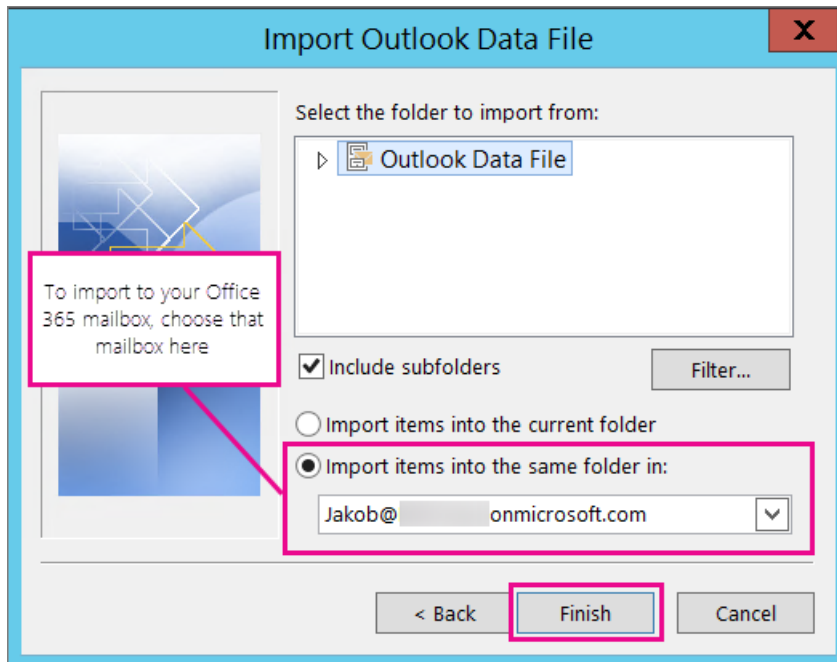 Import Outlook Data File
X
Select the folder to import from:
Outlook Data File
To import to your Office
365 mailbox, choose that
mailbox here
Include subfolders
Filter...
Import items into the current folder
Import items into the same folder in:
Jakob@ onmicrosoft.com
< Back
Finish
Cancel